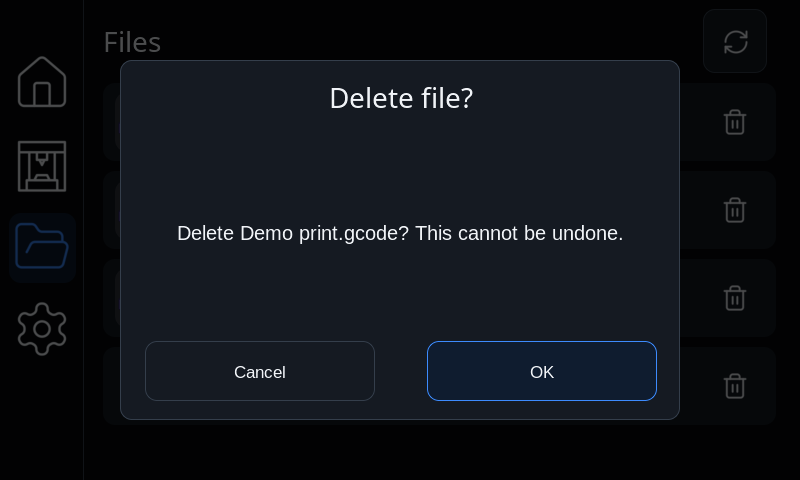 Files
Delete file?
Delete Demo print.gcode? This cannot be undone.
Cancel
OK